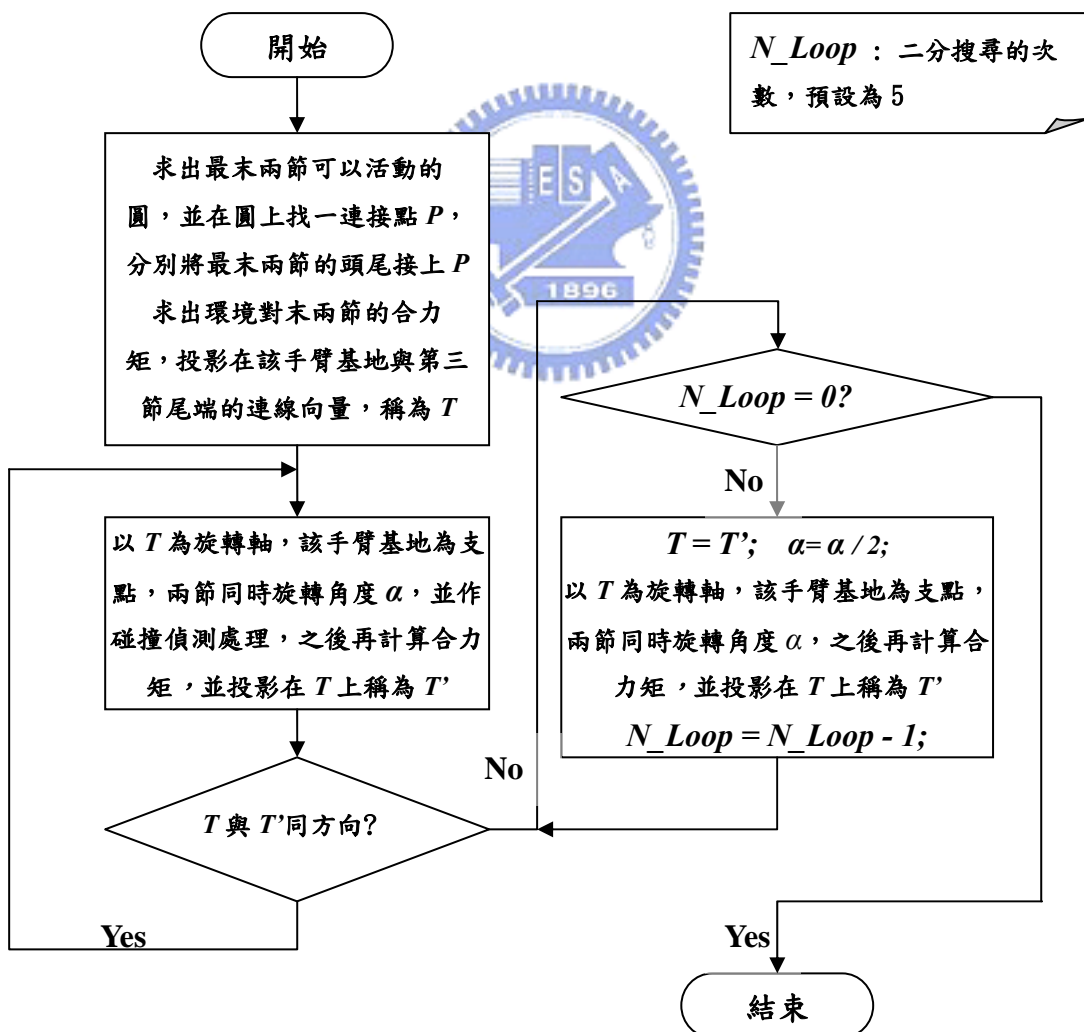 開始
N_Loop : 二分搜尋的次
數，預設為 5
求出最末兩節可以活動的
圓，並在圓上找一連接點 P，
分別將最末兩節的頭尾接上 P
求出環境對末兩節的合力
矩，投影在該手臂基地與第三
節尾端的連線向量，稱為 T
E S A
1896
N_Loop = 0?
No
以 T 為旋轉軸，該手臂基地為支
點，兩節同時旋轉角度 α，並作
碰撞偵測處理，之後再計算合力
矩，並投影在 T 上稱為 T’
T = T’; α= α / 2;
以 T 為旋轉軸，該手臂基地為支點，
兩節同時旋轉角度 α，之後再計算合
力矩，並投影在 T 上稱為 T’
N_Loop = N_Loop - 1;
No
T 與 T’同方向?
Yes
Yes
結束